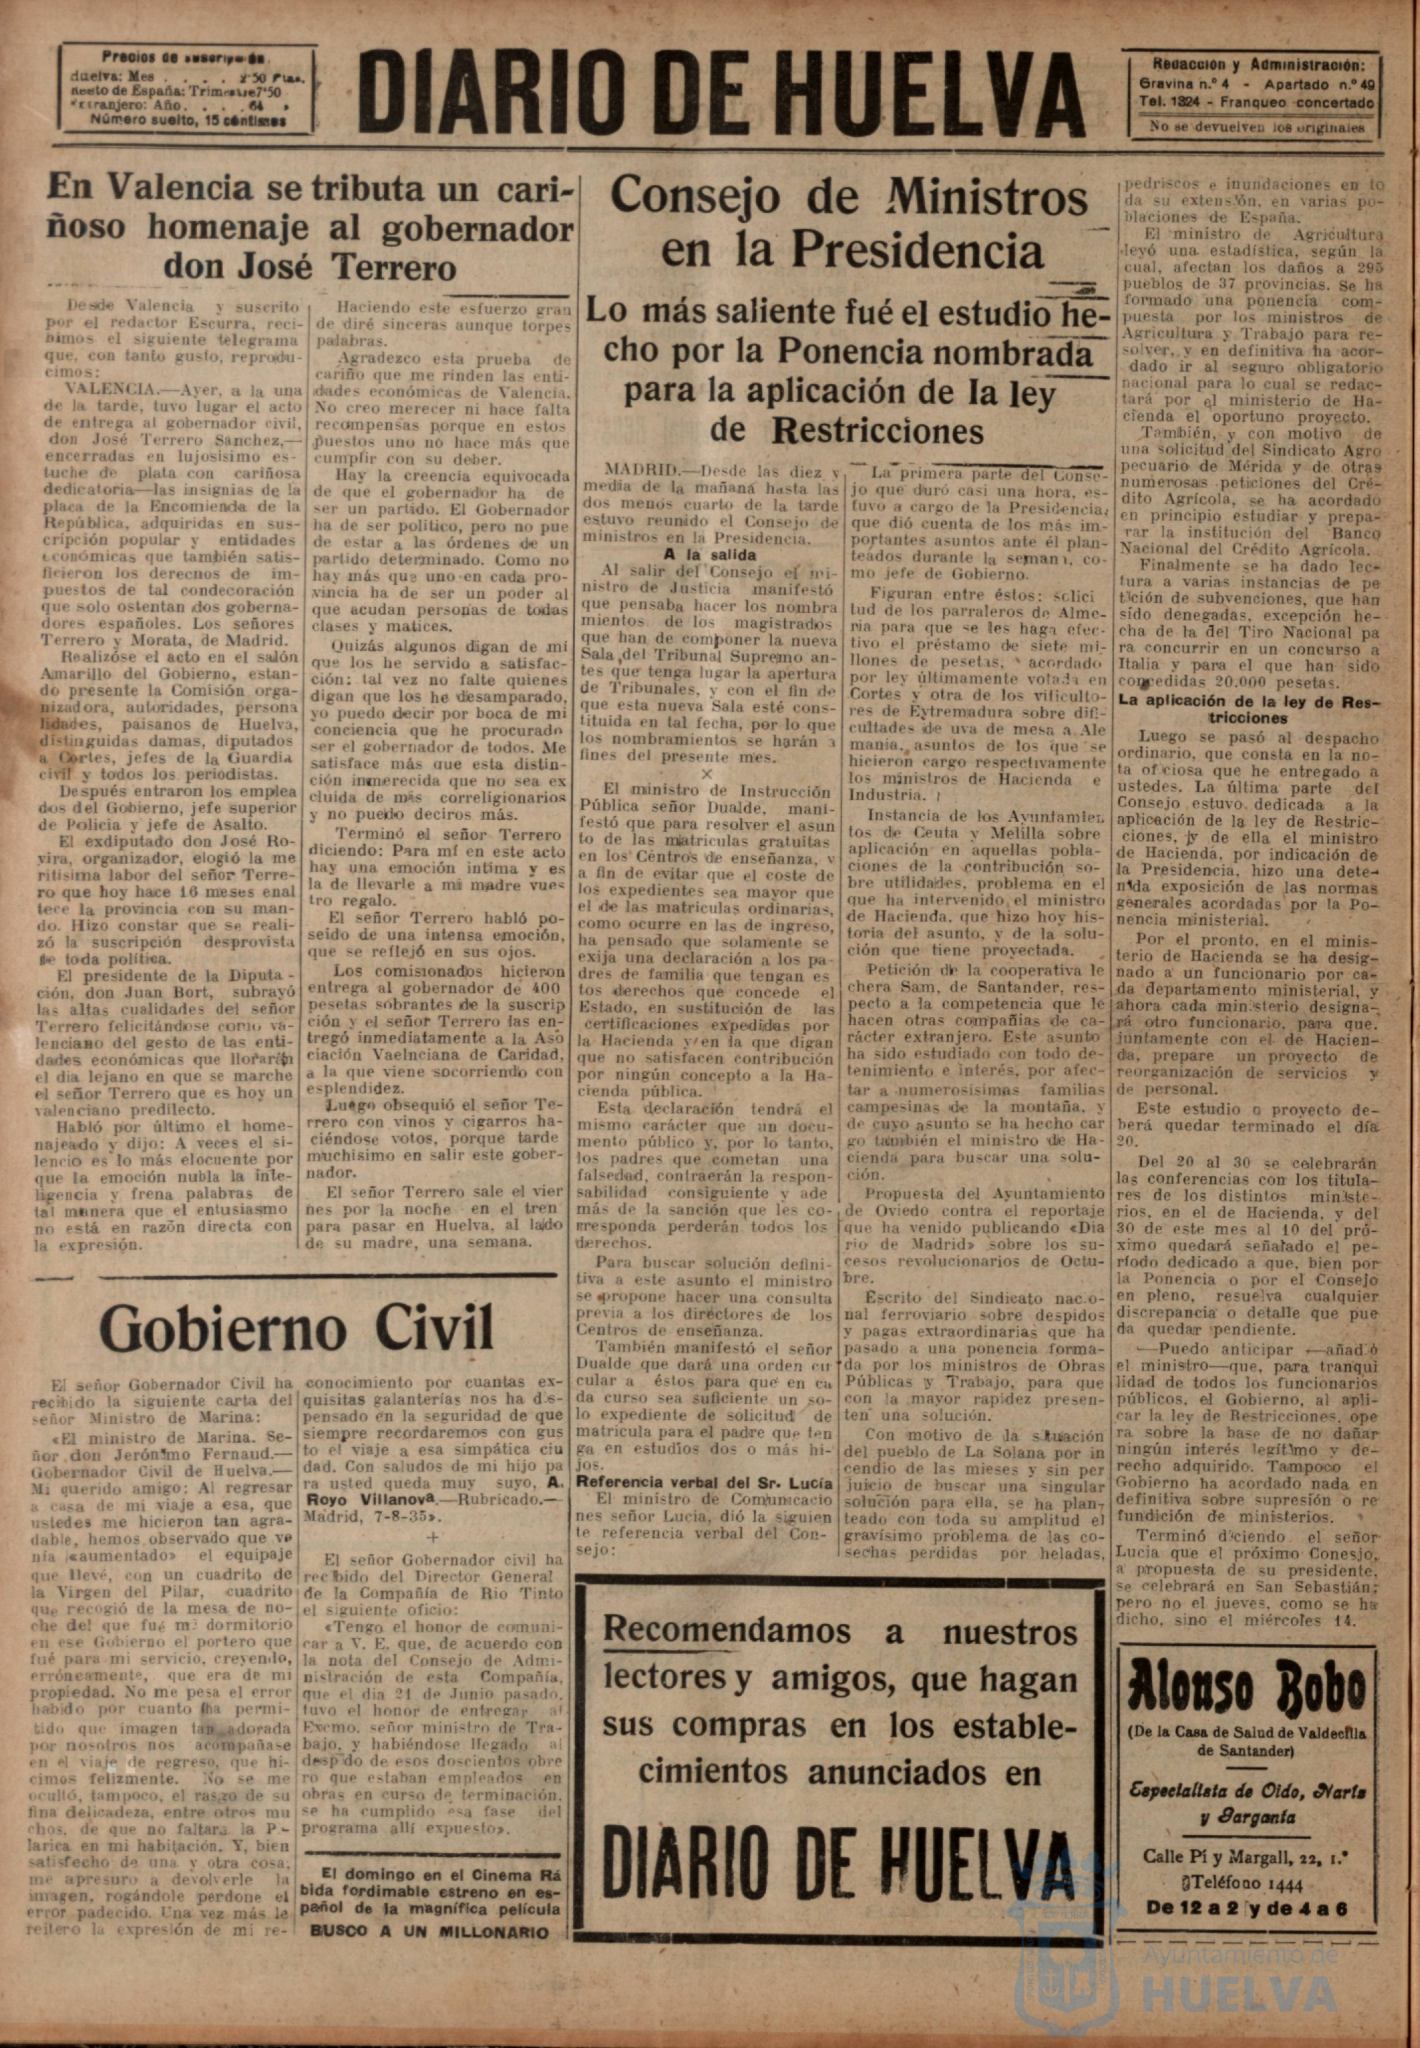 Precios de suscripción
Huelva: Mes . . . . 2'50 Ptas.
Resto de España: Trimestre 7'50
Extranjero: Año. . . . 64 »
Número suelto, 15 céntimos
DIARIO DE HUELVA
Redacción y Administración:
Gravina n.º 4 - Apartado n.º 49
Tel. 1324 - Franqueo concertado
No se devuelven los originales
En Valencia se tributa un cari-
ñoso homenaje al gobernador
don José Terrero
Desde Valencia y suscrito
por el redactor Escurra, reci-
bimos el siguiente telegrama
que, con tanto gusto, reprodu-
cimos:
VALENCIA.—Ayer, a la una
de la tarde, tuvo lugar el acto
de entrega al gobernador civil,
don José Terrero Sánchez,—
encerradas en lujosisimo es-
tuche de plata con cariñosa
dedicatoria—las insignias de la
placa de la Encomienda de la
República, adquiridas en sus-
cripción popular y entidades
económicas que también satis-
ficieron los derecnos de im-
puestos de tal condecoración
que solo ostentan dos goberna-
dores españoles. Los señores
Terrero y Morata, de Madrid.
Realizóse el acto en el salón
Amarillo del Gobierno, estan-
do presente la Comisión orga-
nizadora, autoridades, persona
lidades, paisanos de Huelva,
distinguidas damas, diputados
a Cortes, jefes de la Guardia
civil y todos los periodistas.
Después entraron los emplea
dos del Gobierno, jefe superior
de Policia y jefe de Asalto.
El exdiputado don José Ro-
vira, organizador, elogió la me
ritisima labor del señor Terre-
ro que hoy hace 16 meses enal
tece la provincia con su man-
do. Hizo constar que se reali-
zó la suscripción desprovista
de toda política.
El presidente de la Diputa-
ción, don Juan Bort, subrayó
las altas cualidades del señor
Terrero felicitándose como va-
lenciano del gesto de las enti-
dades económicas que llorarán
el dia lejano en que se marche
el señor Terrero que es hoy un
valenciano predilecto.
Habló por último el home-
najeado y dijo: A veces el si-
lencio es lo más elocuente por
que la emoción nubla la inte-
ligencia y frena palabras de
tal manera que el entusiasmo
no está en razón directa con
la expresión.
Haciendo este esfuerzo gran
de diré sinceras aunque torpes
palabras.
Agradezco esta prueba de
cariño que me rinden las enti-
dades económicas de Valencia.
No creo merecer ni hace falta
recompensas porque en estos
puestos uno no hace más que
cumplir con su deber.
Hay la creencia equivocada
de que el gobernador ha de
ser un partido. El Gobernador
ha de ser politico, pero no pue
de estar a las órdenes de un
partido determinado. Como no
hay más que uno en cada pro-
vincia ha de ser un poder al
que acudan personas de todas
clases y matices.
Quizás algunos digan de mí
que los he servido a satisfac-
ción: tal vez no falte quienes
digan que los he desamparado,
yo puedo decir por boca de mi
conciencia que he procurado
ser el gobernador de todos. Me
satisface más que esta distin-
ción inmerecida que no sea ex
cluida de más correligionarios
y no puedo deciros más.
Terminó el señor Terrero
diciendo: Para mí en este acto
hay una emoción intima y es
la de llevarle a mi madre vues
tro regalo.
El señor Terrero habló po-
seido de una intensa emoción,
que se reflejó en sus ojos.
Los comisionados hicieron
entrega al gobernador de 400
pesetas sobrantes de la suscrip
ción y el señor Terrero las en-
tregó inmediatamente a la Aso
ciación Vaelnciana de Caridad,
a la que viene socorriendo con
esplendidez.
Luego obsequió el señor Te-
rrero con vinos y cigarros ha-
ciéndose votos, porque tarde
muchisimo en salir este gober-
nador.
El señor Terrero sale el vier
nes por la noche en el tren
para pasar en Huelva, al lado
de su madre, una semana.
Gobierno Civil
El señor Gobernador Civil ha
recibido la siguiente carta del
señor Ministro de Marina:
«El ministro de Marina. Se-
ñor don Jerónimo Fernaud.—
Gobernador Civil de Huelva.—
Mi querido amigo: Al regresar
a casa de mi viaje a esa, que
ustedes me hicieron tan agra-
dable, hemos observado que ve
nía «aumentado» el equipaje
que llevé, con un cuadrito de
la Virgen del Pilar, cuadrito
que recogió de la mesa de no-
che del que fué mi dormitorio
en ese Gobierno el portero que
fué para mi servicio, creyendo,
erróneamente, que era de mi
propiedad. No me pesa el error
habido por cuanto ha permi-
tido que imagen tan adorada
por nosotros nos acompañase
en el viaje de regreso, que hi-
cimos felizmente. No se me
ocultó, tampoco, el rasgo de su
fina delicadeza, entre otros mu
chos, de que no faltara la Pi-
larica en mi habitación. Y, bien
satisfecho de una y otra cosa,
me apresuro a devolverle la
imagen, rogándole perdone el
error padecido. Una vez más le
reitero la expresión de mi re-
conocimiento por cuantas ex-
quisitas galanterías nos ha dis-
pensado en la seguridad de que
siempre recordaremos con gus
to el viaje a esa simpática ciu
dad. Con saludos de mi hijo pa
ra usted queda muy suyo, A.
Royo Villanova.—Rubricado.—
Madrid, 7-8-35».
+
El señor Gobernador civil ha
recibido del Director General
de la Compañía de Rio Tinto
el siguiente oficio:
«Tengo el honor de comuni-
car a V. E. que, de acuerdo con
la nota del Consejo de Admi-
nistración de esta Compañía,
que el dia 21 de Junio pasado,
tuvo el honor de entregar al
Excmo. señor ministro de Tra-
bajo, y habiéndose llegado al
despido de esos doscientos obre
ro que estaban empleados en
obras en curso de terminación,
se ha cumplido esa fase del
programa allí expuesto».
El domingo en el Cinema Rá
bida fordimable estreno en es-
pañol de la magnífica película
BUSCO A UN MILLONARIO
Consejo de Ministros
en la Presidencia
Lo más saliente fué el estudio he-
cho por la Ponencia nombrada
para la aplicación de la ley
de Restricciones
MADRID.—Desde las diez y
media de la mañana hasta las
dos menos cuarto de la tarde
estuvo reunido el Consejo de
ministros en la Presidencia.
A la salida
Al salir del Consejo el mi-
nistro de Justicia manifestó
que pensaba hacer los nombra
mientos de los magistrados
que han de componer la nueva
Sala del Tribunal Supremo an-
tes que tenga lugar la apertura
de Tribunales, y con el fin de
que esta nueva Sala esté cons-
tituida en tal fecha, por lo que
los nombramientos se harán a
fines del presente mes.
×
El ministro de Instrucción
Pública señor Dualde, mani-
festó que para resolver el asun
to de las matriculas gratuitas
en los Centros de enseñanza, y
a fin de evitar que el coste de
los expedientes sea mayor que
el de las matriculas ordinarias,
como ocurre en las de ingreso,
ha pensado que solamente se
exija una declaración a los pa-
dres de familia que tengan es
tos derechos que concede el
Estado, en sustitución de las
certificaciones expedidas por
la Hacienda y en la que digan
que no satisfacen contribución
por ningún concepto a la Ha-
cienda pública.
Esta declaración tendrá el
mismo carácter que un docu-
mento público y, por lo tanto,
los padres que cometan una
falsedad, contraerán la respon-
sabilidad consiguiente y ade
más de la sanción que les co-
rresponda perderán todos los
derechos.
Para buscar solución defini-
tiva a este asunto el ministro
se propone hacer una consulta
previa a los directores de los
Centros de enseñanza.
También manifestó el señor
Dualde que dará una orden cir
cular a éstos para que en ca
da curso sea suficiente un so-
lo expediente de solicitud de
matricula para el padre que ten
ga en estudios dos o más hi-
jos.
Referencia verbal del Sr. Lucía
El ministro de Comunicacio
nes señor Lucia, dió la siguien
te referencia verbal del Con-
sejo:
La primera parte del Conse-
jo que duró casi una hora, es-
tuvo a cargo de la Presidencia,
que dió cuenta de los más im-
portantes asuntos ante él plan-
teados durante la semana, co-
mo jefe de Gobierno.
Figuran entre éstos: solici
tud de los parraleros de Alme-
ria para que se les haga efec-
tivo el préstamo de siete mi-
llones de pesetas, acordado
por ley últimamente votada en
Cortes y otra de los viticulto-
res de Eytremadura sobre difi-
cultades de uva de mesa a Ale
mania, asuntos de los que se
hicieron cargo respectivamente
los ministros de Hacienda e
Industria.
Instancia de los Ayuntamien
tos de Ceuta y Melilla sobre
aplicación en aquellas pobla-
ciones de la contribución so-
bre utilidades, problema en el
que ha intervenido el ministro
de Hacienda, que hizo hoy his-
toria del asunto, y de la solu-
ción que tiene proyectada.
Petición de la cooperativa le
chera Sam, de Santander, res-
pecto a la competencia que le
hacen otras compañias de ca-
rácter extranjero. Este asunto
ha sido estudiado con todo de-
tenimiento e interés, por afec-
tar a numerosisimas familias
campesinas de la montaña, y
de cuyo asunto se ha hecho car
go también el ministro de Ha-
cienda para buscar una solu-
ción.
Propuesta del Ayuntamiento
de Oviedo contra el reportaje
que ha venido publicando «Dia
rio de Madrid» sobre los su-
cesos revolucionarios de Octu-
bre.
Escrito del Sindicato nacio-
nal ferroviario sobre despidos
y pagas extraordinarias que ha
pasado a una ponencia forma-
da por los ministros de Obras
Públicas y Trabajo, para que
con la mayor rapidez presen-
ten una solución.
Con motivo de la situación
del pueblo de La Solana por in
cendio de las mieses y sin per
juicio de buscar una singular
solución para ella, se ha plan-
teado con toda su amplitud el
gravísimo problema de las co-
sechas perdidas por heladas,
pedriscos e inundaciones en to
da su extensión, en varias po-
blaciones de España.
El ministro de Agricultura
leyó una estadística, según la
cual, afectan los daños a 295
pueblos de 37 provincias. Se ha
formado una ponencia com-
puesta por los ministros de
Agricultura y Trabajo para re-
solver, y en definitiva ha acor-
dado ir al seguro obligatorio
nacional para lo cual se redac-
tará por el ministerio de Ha-
cienda el oportuno proyecto.
También, y con motivo de
una solicitud del Sindicato Agro
pecuario de Mérida y de otras
numerosas peticiones del Cré-
dito Agrícola, se ha acordado
en principio estudiar y prepa-
rar la institución del Banco
Nacional del Crédito Agrícola.
Finalmente se ha dado lec-
tura a varias instancias de pe
tición de subvenciones, que han
sido denegadas, excepción he-
cha de la del Tiro Nacional pa
ra concurrir en un concurso a
Italia y para el que han sido
concedidas 20.000 pesetas.
La aplicación de la ley de Res-
tricciones
Luego se pasó al despacho
ordinario, que consta en la no-
ta oficiosa que he entregado a
ustedes. La última parte del
Consejo estuvo dedicada a la
aplicación de la ley de Restric-
ciones, y de ella el ministro
de Hacienda, por indicación de
la Presidencia, hizo una dete-
nida exposición de las normas
generales acordadas por la Po-
nencia ministerial.
Por el pronto, en el minis-
terio de Hacienda se ha desig-
nado a un funcionario por ca-
da departamento ministerial, y
ahora cada ministerio designa-
rá otro funcionario, para que,
juntamente con el de Hacien-
da, prepare un proyecto de
reorganización de servicios y
de personal.
Este estudio o proyecto de-
berá quedar terminado el día
20.
Del 20 al 30 se celebrarán
las conferencias con los titula-
res de los distintos ministe-
rios, en el de Hacienda, y del
30 de este mes al 10 del pró-
ximo quedará señalado el pe-
ríodo dedicado a que, bien por
la Ponencia o por el Consejo
en pleno, resuelva cualquier
discrepancia o detalle que pue
da quedar pendiente.
—Puedo anticipar —añadió
el ministro—que, para tranqui
lidad de todos los funcionarios
públicos, el Gobierno, al apli-
car la ley de Restricciones, ope
ra sobre la base de no dañar
ningún interés legítimo y de-
recho adquirido. Tampoco el
Gobierno ha acordado nada en
definitiva sobre supresión o re
fundición de ministerios.
Terminó diciendo el señor
Lucia que el próximo Conesjo,
a propuesta de su presidente,
se celebrará en San Sebastián;
pero no el jueves, como se ha
dicho, sino el miércoles 14.
Recomendamos a nuestros
lectores y amigos, que hagan
sus compras en los estable-
cimientos anunciados en
DIARIO DE HUELVA
Alonso Bobo
(De la Casa de Salud de Valdecilla
de Santander)
Especialista de Oido, Nariz
y Garganta
Calle Pí y Margall, 22, 1.º
Teléfono 1444
De 12 a 2 y de 4 a 6
Ayuntamiento de
HUELVA